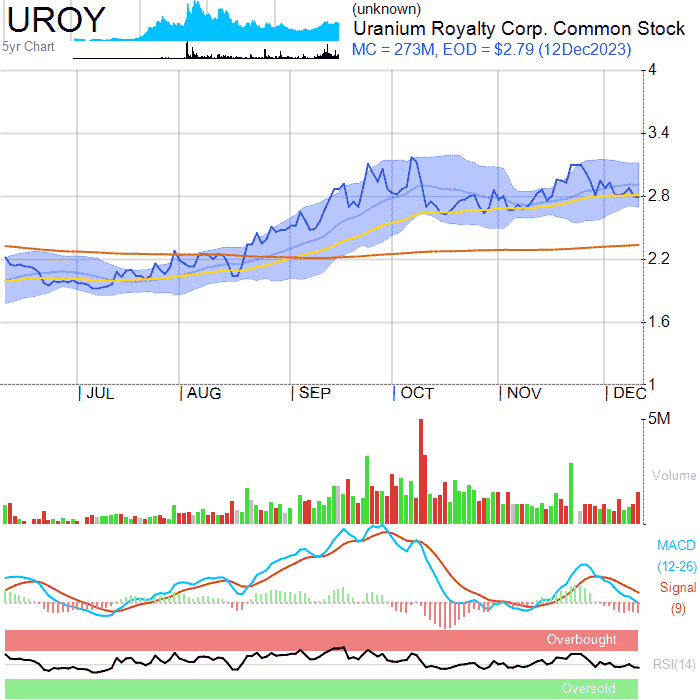 UROY
5yr Chart
(unknown)
Uranium Royalty Corp. Common Stock
MC = 273M, EOD = $2.79 (12Dec2023)
4
3.4
2.8
2.2
1.6
1
JUL AUG SEP OCT NOV DEC
5M
Volume
MACD
(12-26)
Signal
(9)
Overbought
RSI(14)
Oversold